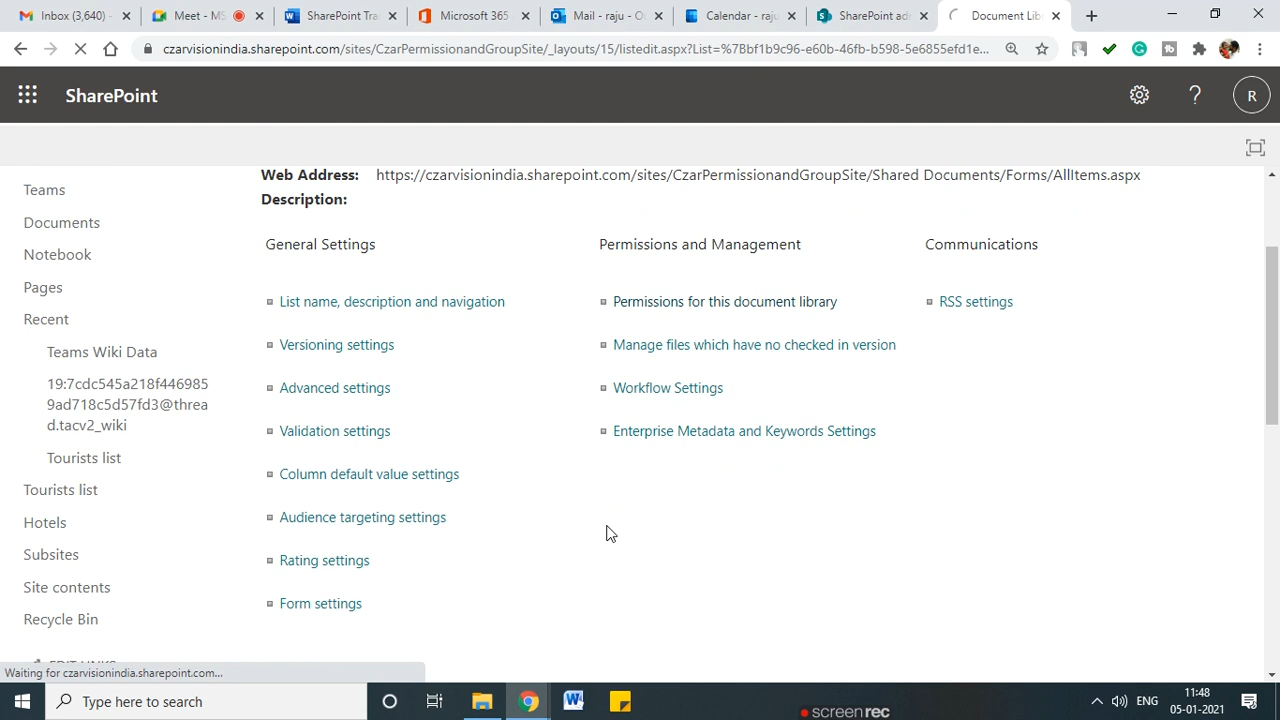 Inbox (3,640) -
Meet - MS
SharePoint Tra
Microsoft 365
Mail - raju - O
Calendar - raju
SharePoint ad
Document Lib
czarvisionindia.sharepoint.com/sites/CzarPermissionandGroupSite/_layouts/15/listedit.aspx?List=%7Bbf1b9c96-e60b-46fb-b598-5e6855efd1e...
SharePoint
?
R
Web Address: https://czarvisionindia.sharepoint.com/sites/CzarPermissionandGroupSite/Shared Documents/Forms/AllItems.aspx
Description:
Teams
Documents
Notebook
Pages
Recent
Teams Wiki Data
19:7cdc545a218f446985
9ad718c5d57fd3@threa
d.tacv2_wiki
Tourists list
Tourists list
Hotels
Subsites
Site contents
Recycle Bin
EDIT LINKS
General Settings
List name, description and navigation
Versioning settings
Advanced settings
Validation settings
Column default value settings
Audience targeting settings
Rating settings
Form settings
Permissions and Management
Permissions for this document library
Manage files which have no checked in version
Workflow Settings
Enterprise Metadata and Keywords Settings
Communications
RSS settings
Waiting for czarvisionindia.sharepoint.com...
Type here to search
screenrec
ENG
11:48
05-01-2021